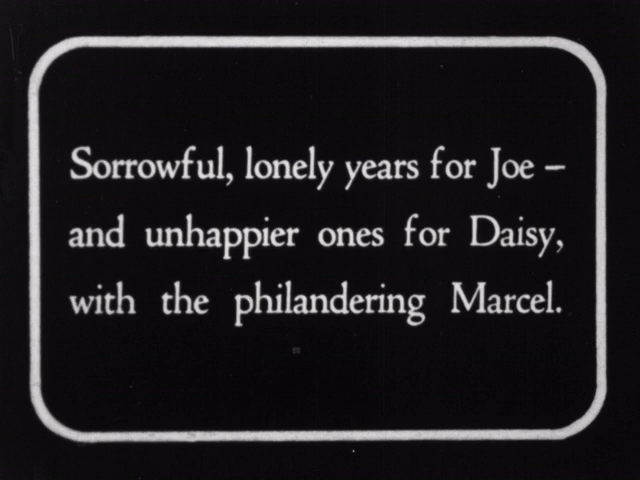 Sorrowful, lonely years for Joe –
and unhappier ones for Daisy,
with the philandering Marcel.